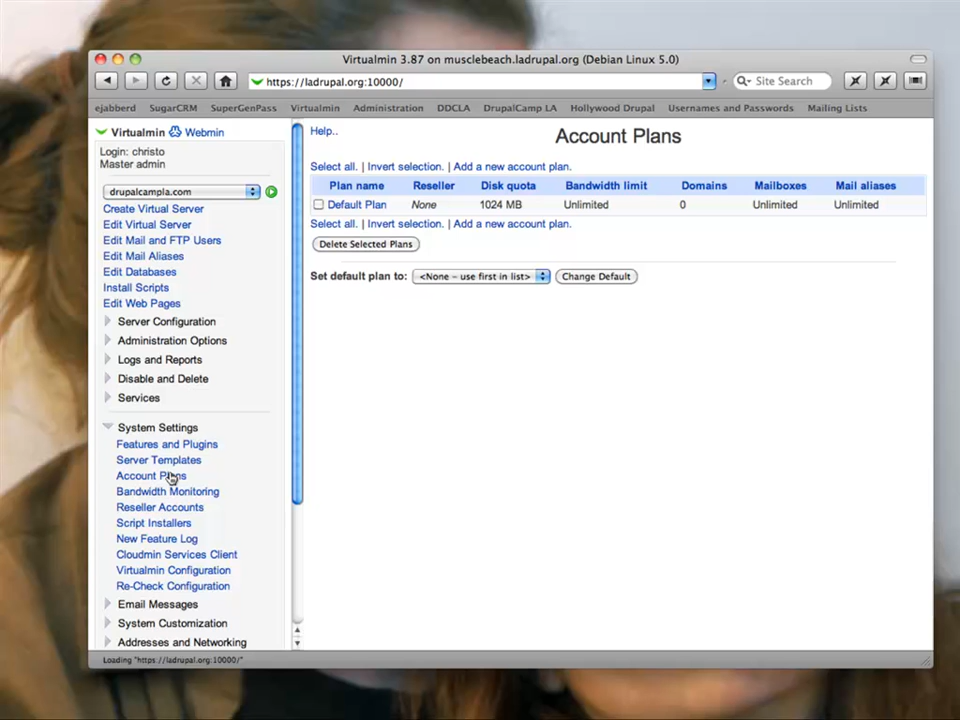 Virtualmin 3.87 on musclebeach.ladrupal.org (Debian Linux 5.0)
https://ladrupal.org:10000/
Site Search
ejabberd SugarCRM SuperGenPass Virtualmin Administration DDCLA DrupalCamp LA Hollywood Drupal Usernames and Passwords Mailing Lists
Virtualmin Webmin
Login: christo
Master admin
drupalcampla.com
Create Virtual Server
Edit Virtual Server
Edit Mail and FTP Users
Edit Mail Aliases
Edit Databases
Install Scripts
Edit Web Pages
Server Configuration
Administration Options
Logs and Reports
Disable and Delete
Services
System Settings
Features and Plugins
Server Templates
Account Plans
Bandwidth Monitoring
Reseller Accounts
Script Installers
New Feature Log
Cloudmin Services Client
Virtualmin Configuration
Re-Check Configuration
Email Messages
System Customization
Addresses and Networking
Help..
Account Plans
Select all. | Invert selection. | Add a new account plan.
Plan name Reseller Disk quota Bandwidth limit Domains Mailboxes Mail aliases
Default Plan None 1024 MB Unlimited 0 Unlimited Unlimited
Select all. | Invert selection. | Add a new account plan.
Delete Selected Plans
Set default plan to: <None – use first in list> Change Default
Loading "https://ladrupal.org:10000/"